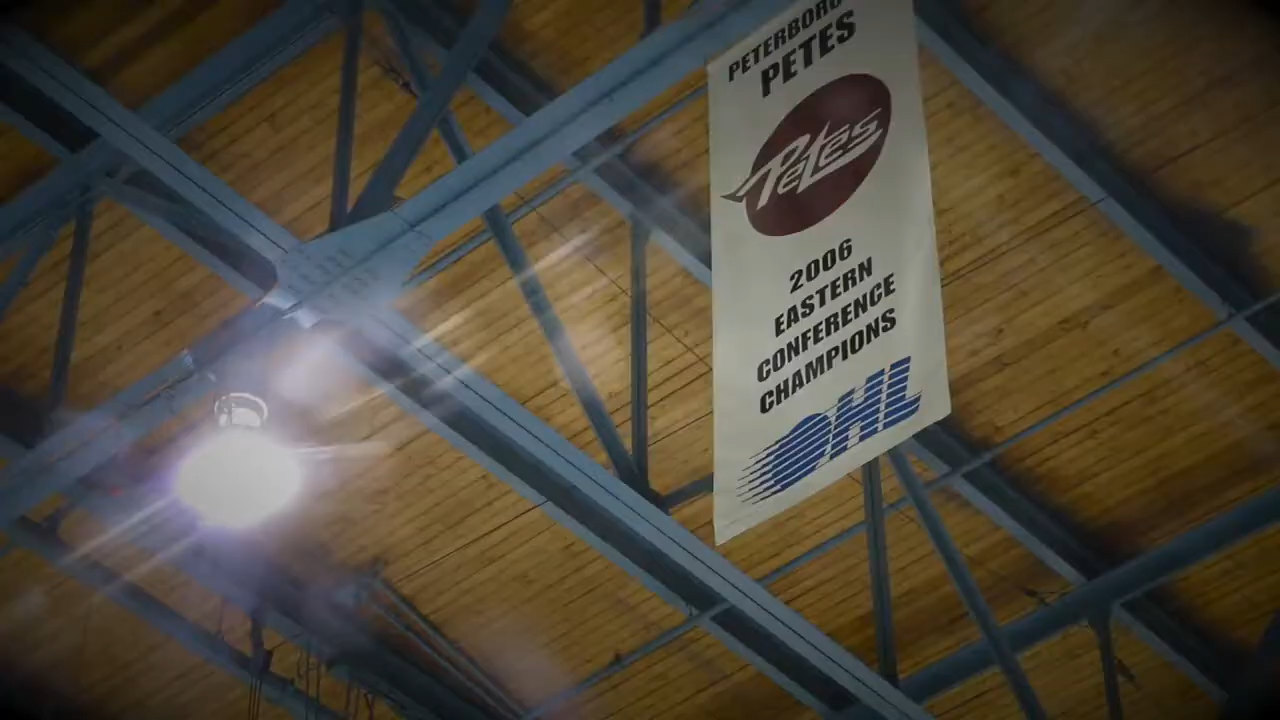 PETERBORO
PETES
Petes
2006
EASTERN
CONFERENCE
CHAMPIONS
OHL